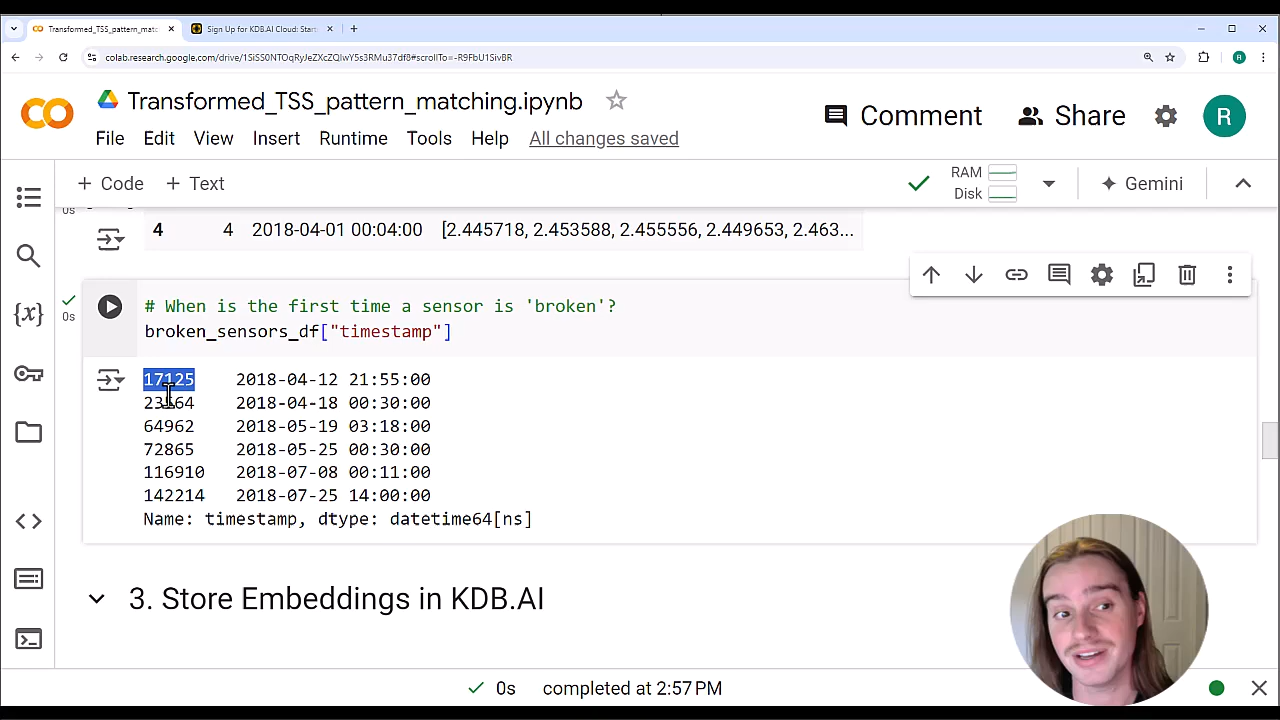 Transformed_TSS_pattern_matc
Sign Up for KDB.AI Cloud: Start
colab.research.google.com/drive/1SiSS0NTOqRyJeZXcZQIwY5s3RMu37df8#scrollTo=-R9FbU1SivBR
R
CO
Transformed_TSS_pattern_matching.ipynb
Comment
Share
R
File Edit View Insert Runtime Tools Help All changes saved
+ Code + Text
RAM
Disk
Gemini
0s
4 4 2018-04-01 00:04:00 [2.445718, 2.453588, 2.455556, 2.449653, 2.463...
{x}
0s
# When is the first time a sensor is 'broken'?
broken_sensors_df["timestamp"]
17125 2018-04-12 21:55:00
2018-04-18 00:30:00
64962 2018-05-19 03:18:00
72865 2018-05-25 00:30:00
116910 2018-07-08 00:11:00
142214 2018-07-25 14:00:00
Name: timestamp, dtype: datetime64[ns]
3. Store Embeddings in KDB.AI
0s completed at 2:57 PM